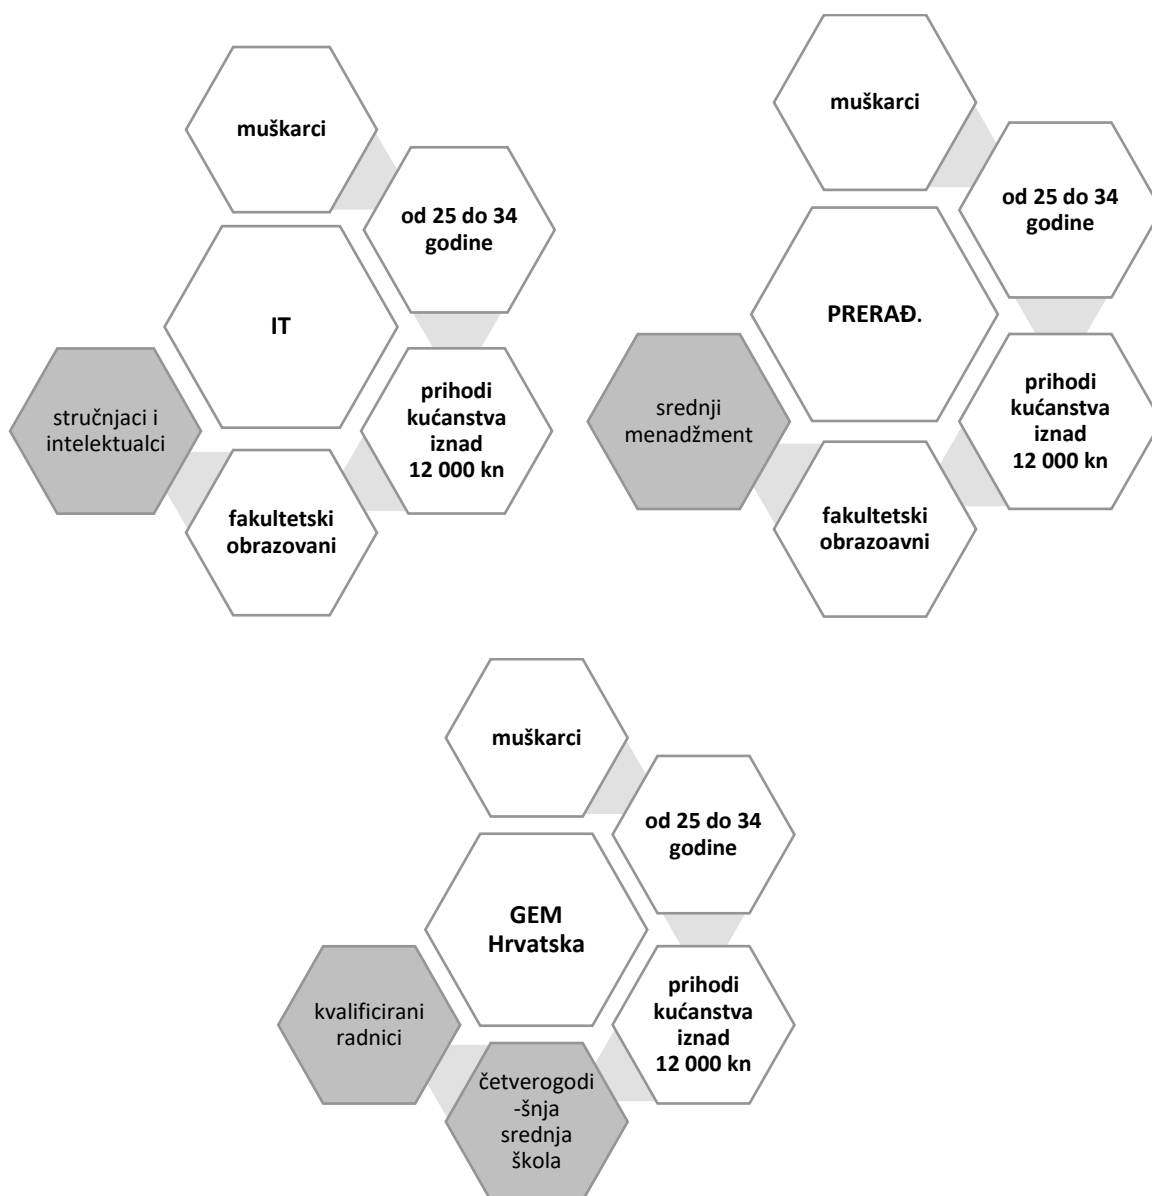 muškarci
od 25 do 34
godine
IT
prihodi
kućanstva
iznad
12 000 kn
stručnjaci i
intelektualci
fakultetski
obrazovani
muškarci
od 25 do 34
godine
PRERAĐ.
prihodi
kućanstva
iznad
12 000 kn
srednji
menadžment
fakultetski
obrazoavni
muškarci
od 25 do 34
godine
GEM
Hrvatska
prihodi
kućanstva
iznad
12 000 kn
kvalificirani
radnici
četverogodi
-šnja
srednja
škola